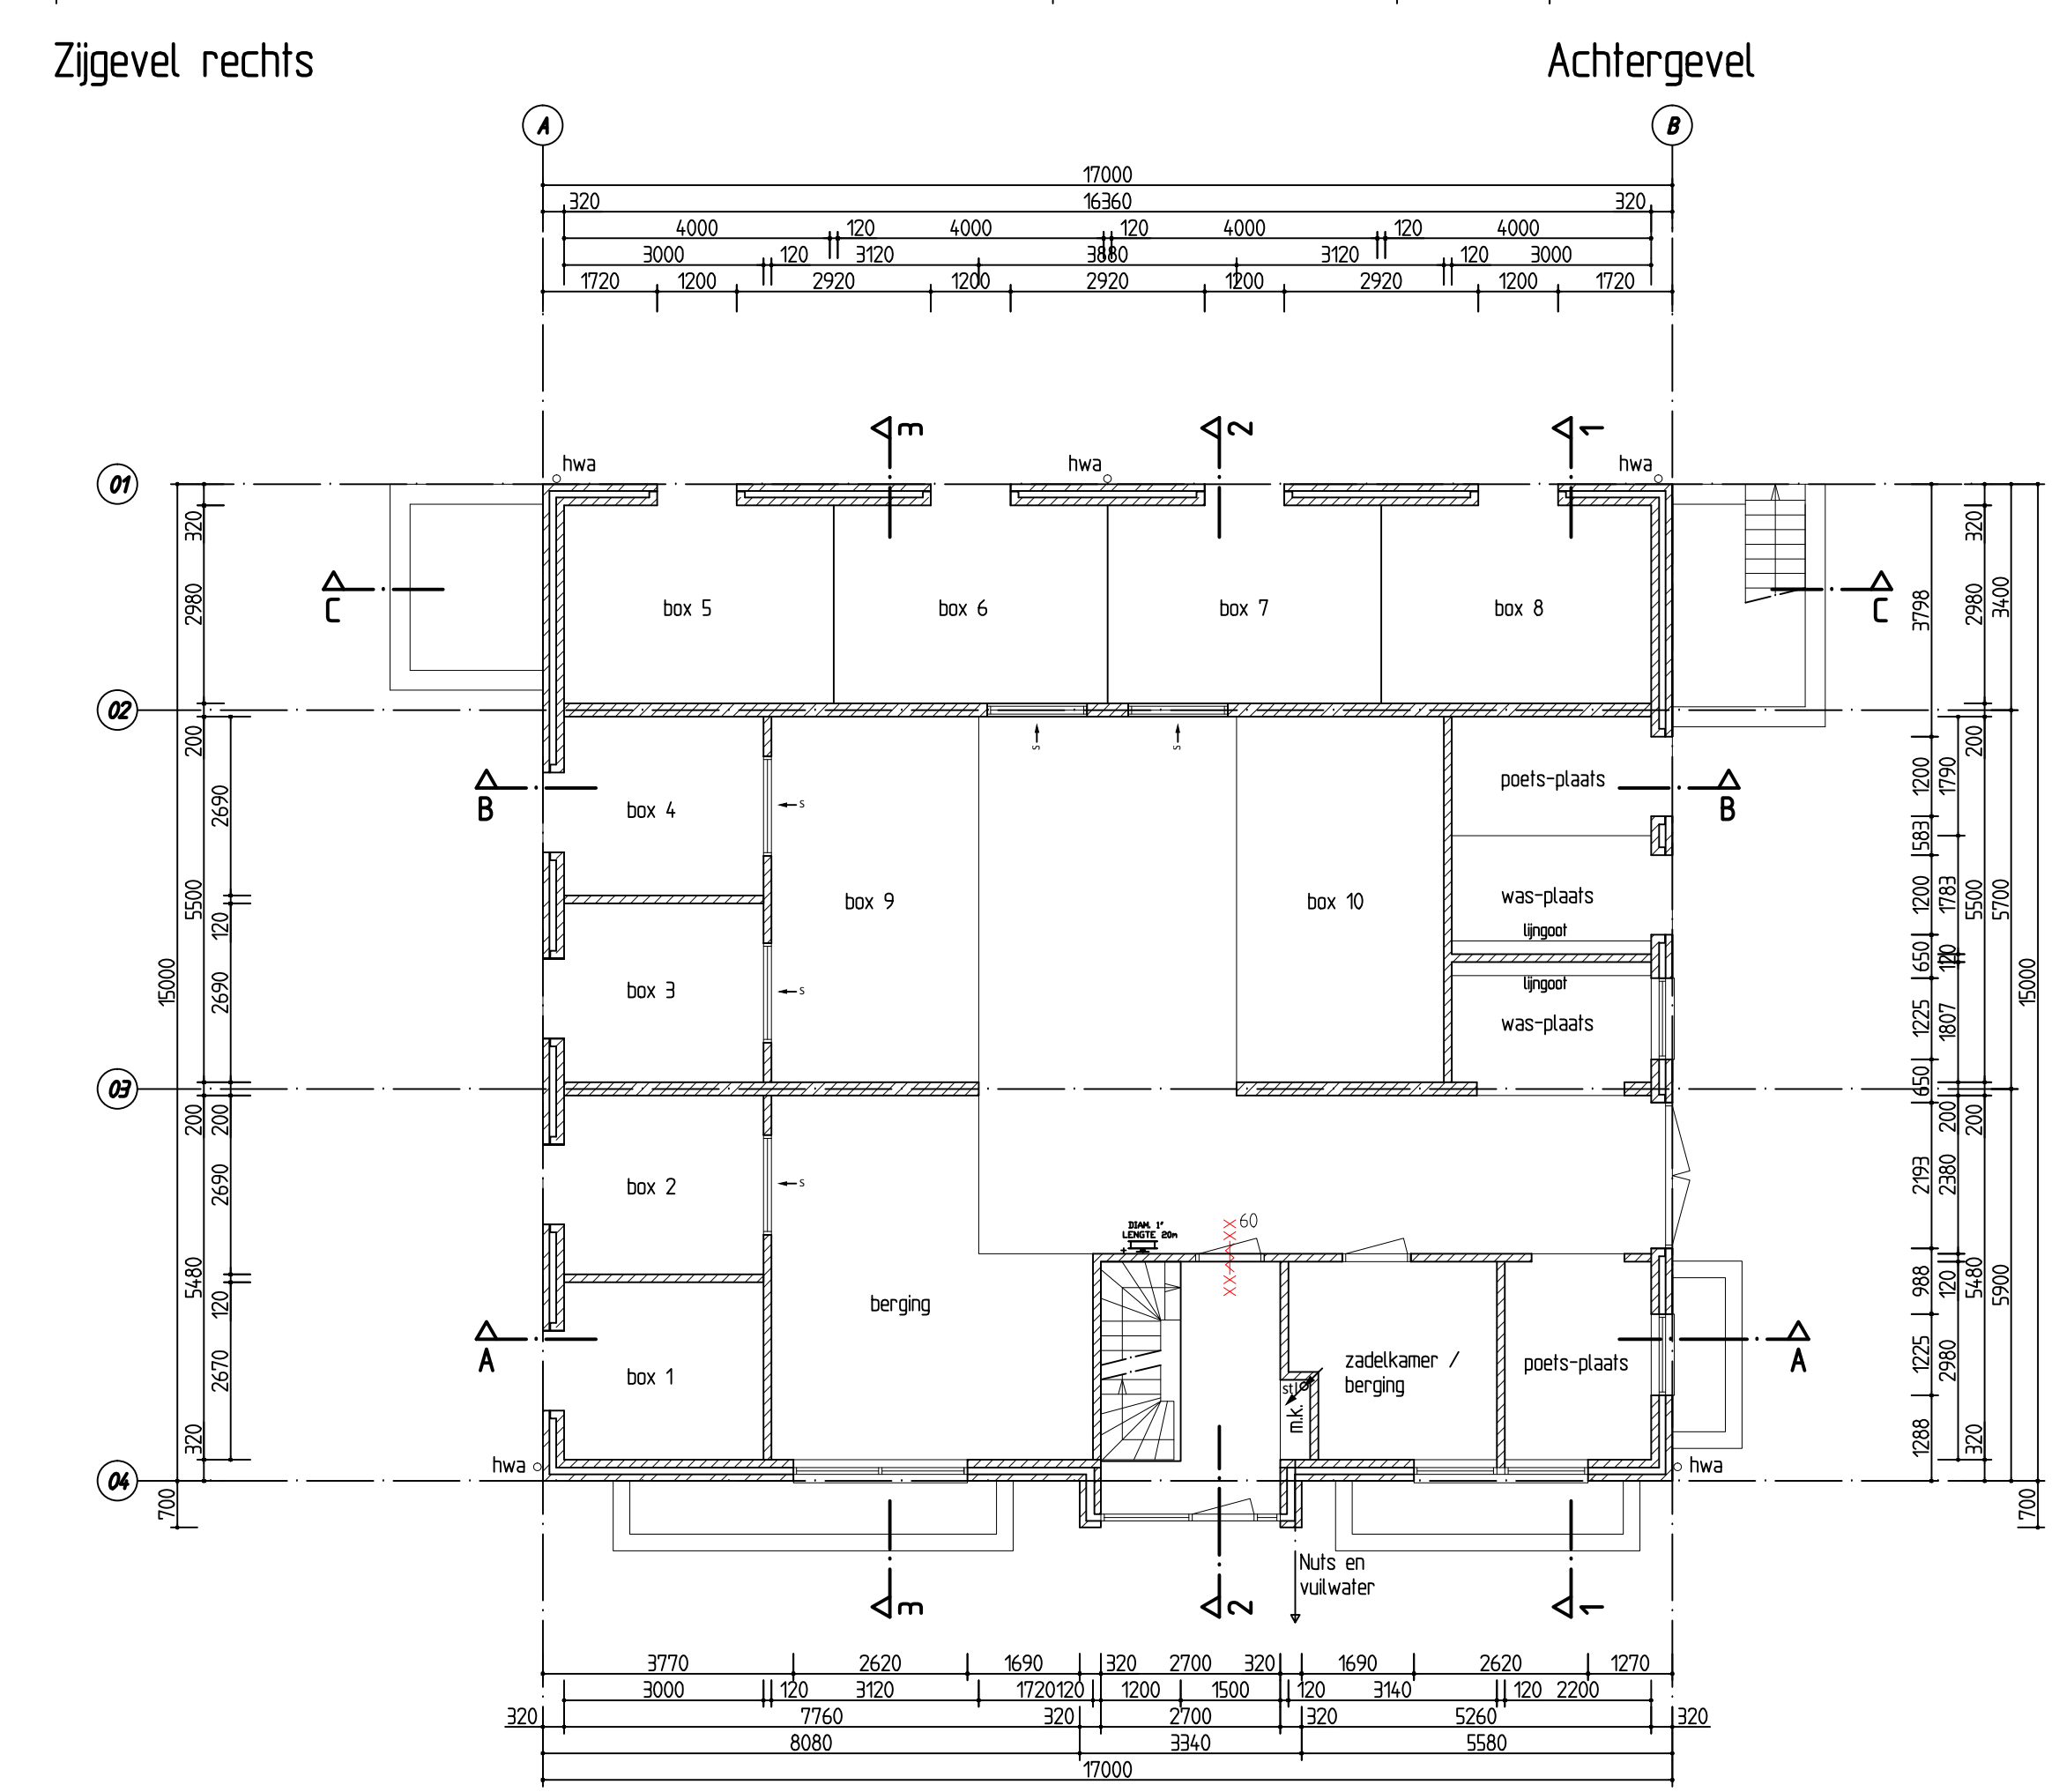 Zijgevel rechts
Achtergevel
A
B
17000
320 16360 320
4000 120 4000 120 4000 120 4000
3000 120 3120 3880 3120 120 3000
1720 1200 2920 1200 2920 1200 2920 1200 1720
3
2
1
hwa
hwa
hwa
01
02
03
04
C
C
box 5
box 6
box 7
box 8
s
s
B
B
box 4
s
poets-plaats
box 9
box 10
was-plaats
lijngoot
lijngoot
box 3
s
was-plaats
box 2
s
DIAM. 1"
LENGTE 20m
XX XX
60
berging
A
A
box 1
zadelkamer /
berging
poets-plaats
stl
m.k.
hwa
hwa
Nuts en
vuilwater
3
2
1
15000
700
320
2980
200
5500
200
5480
320
2690
120
2690
200
2690
120
2670
3798
1200
583
1200
650
1225
650
2193
988
1225
1288
1790
1783
120
1807
200
2380
120
2980
320
2980
200
5500
200
5480
320
3400
5700
5900
15000
700
3770 2620 1690 320 2700 320 1690 2620 1270
3000 120 3120 1720 120 1200 1500 120 3140 120 2200
320 7760 320 2700 320 5260 320
8080 3340 5580
17000